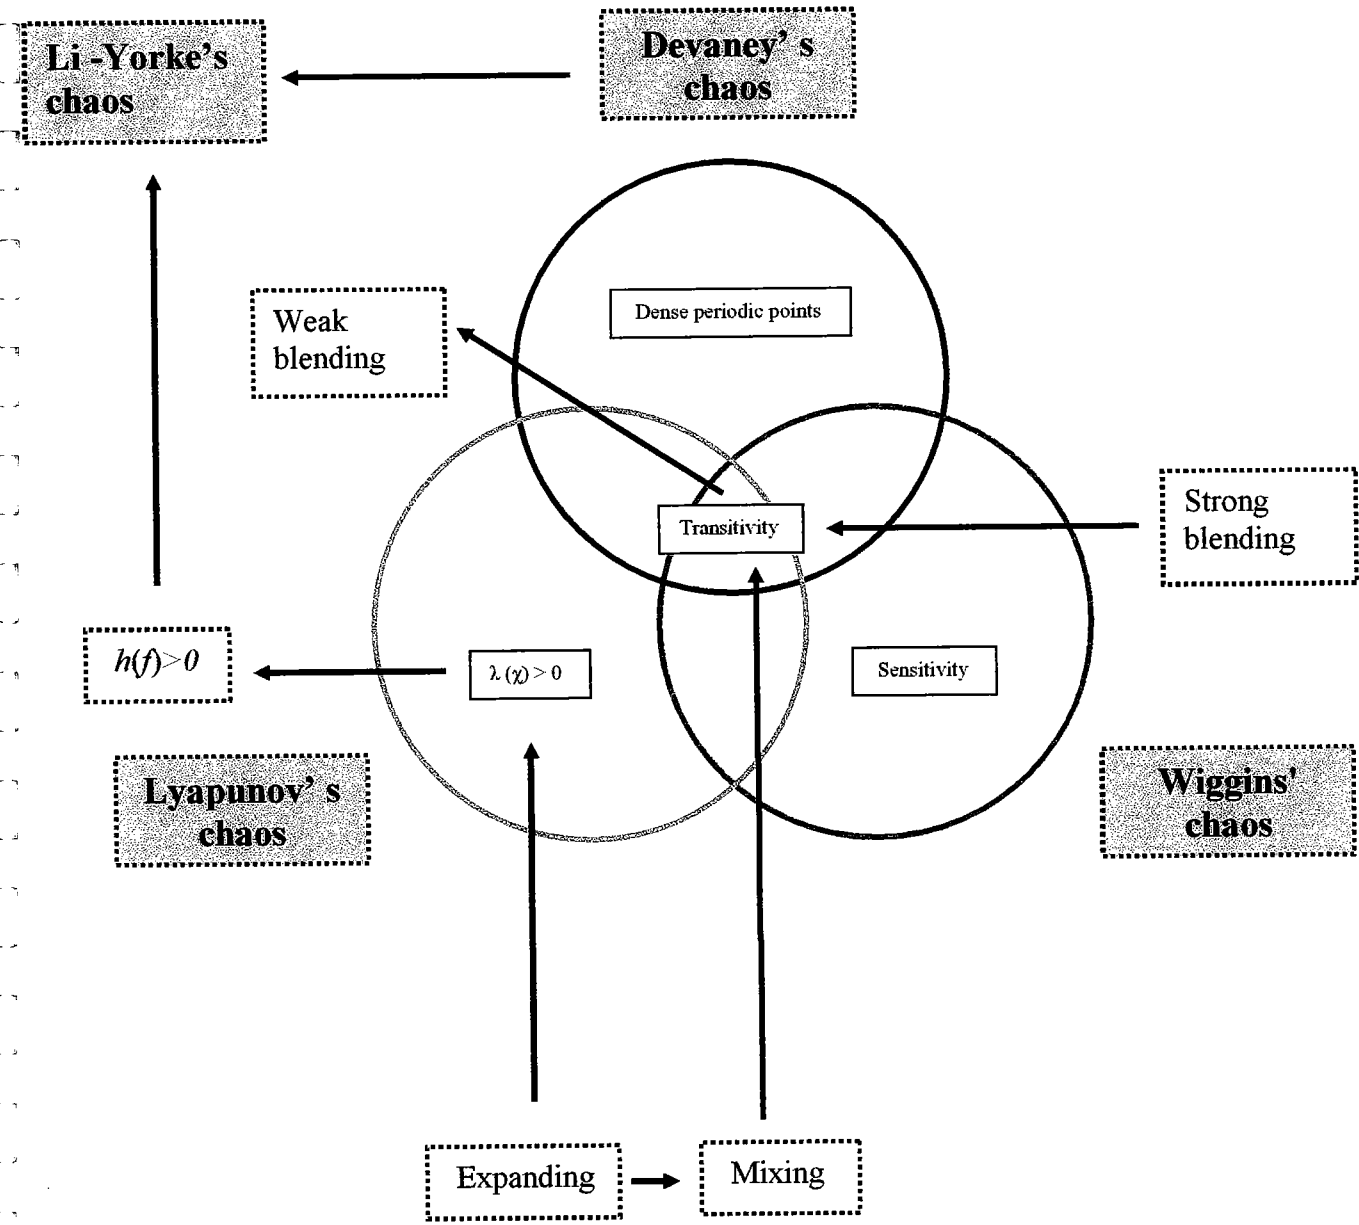 Li -Yorke's
chaos
Devaney' s
chaos
Weak
blending
Dense periodic points
Transitivity
Strong
blending
h(f)>0
λ (χ) > 0
Sensitivity
Lyapunov' s
chaos
Wiggins'
chaos
Expanding
Mixing